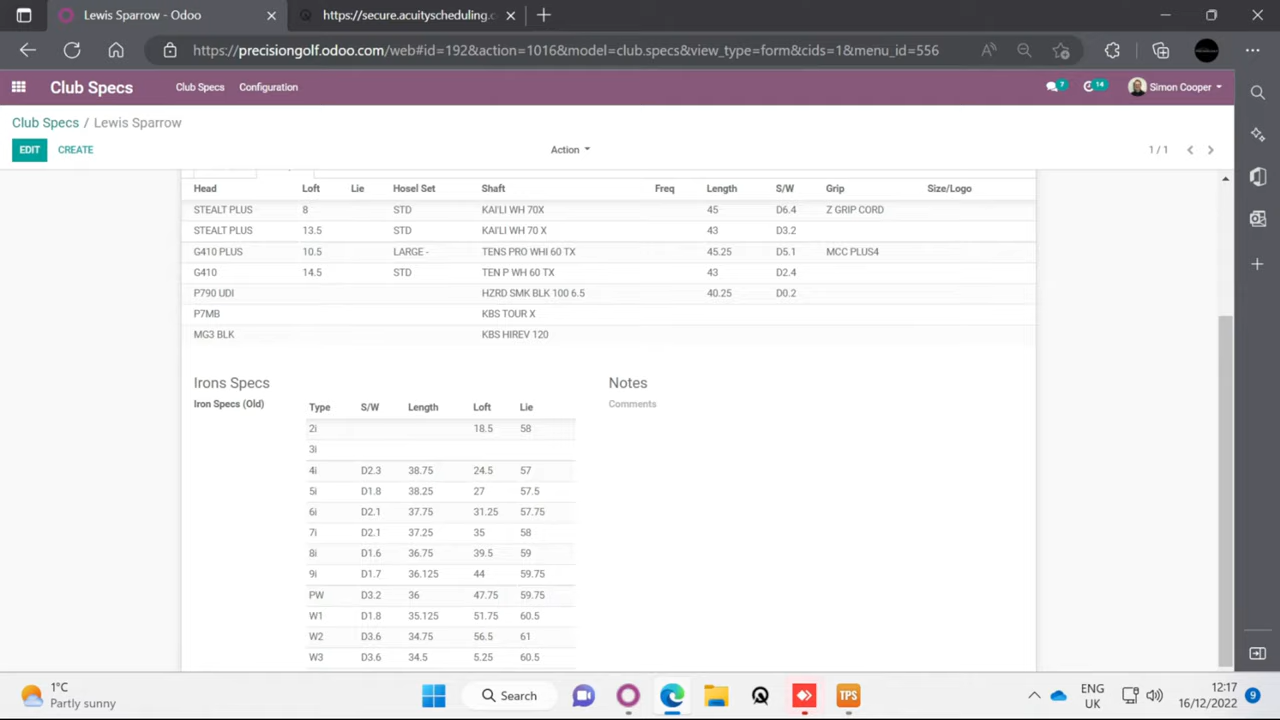 Lewis Sparrow - Odoo
https://secure.acuityscheduling.c
https://precisiongolf.odoo.com/web#id=192&action=1016&model=club.specs&view_type=form&cids=1&menu_id=556
Club Specs Club Specs Configuration 7 14 Simon Cooper
Club Specs / Lewis Sparrow
EDIT CREATE Action 1 / 1
Head Loft Lie Hosel Set Shaft Freq Length S/W Grip Size/Logo
STEALT PLUS 8 STD KAI'LI WH 70X 45 D6.4 Z GRIP CORD
STEALT PLUS 13.5 STD KAI'LI WH 70 X 43 D3.2
G410 PLUS 10.5 LARGE - TENS PRO WHI 60 TX 45.25 D5.1 MCC PLUS4
G410 14.5 STD TEN P WH 60 TX 43 D2.4
P790 UDI HZRD SMK BLK 100 6.5 40.25 D0.2
P7MB KBS TOUR X
MG3 BLK KBS HIREV 120
Irons Specs Notes
Iron Specs (Old) Comments
Type S/W Length Loft Lie
2i 18.5 58
3i
4i D2.3 38.75 24.5 57
5i D1.8 38.25 27 57.5
6i D2.1 37.75 31.25 57.75
7i D2.1 37.25 35 58
8i D1.6 36.75 39.5 59
9i D1.7 36.125 44 59.75
PW D3.2 36 47.75 59.75
W1 D1.8 35.125 51.75 60.5
W2 D3.6 34.75 56.5 61
W3 D3.6 34.5 5.25 60.5
1°C
Partly sunny
Search
TPS
ENG
UK
12:17
16/12/2022
9